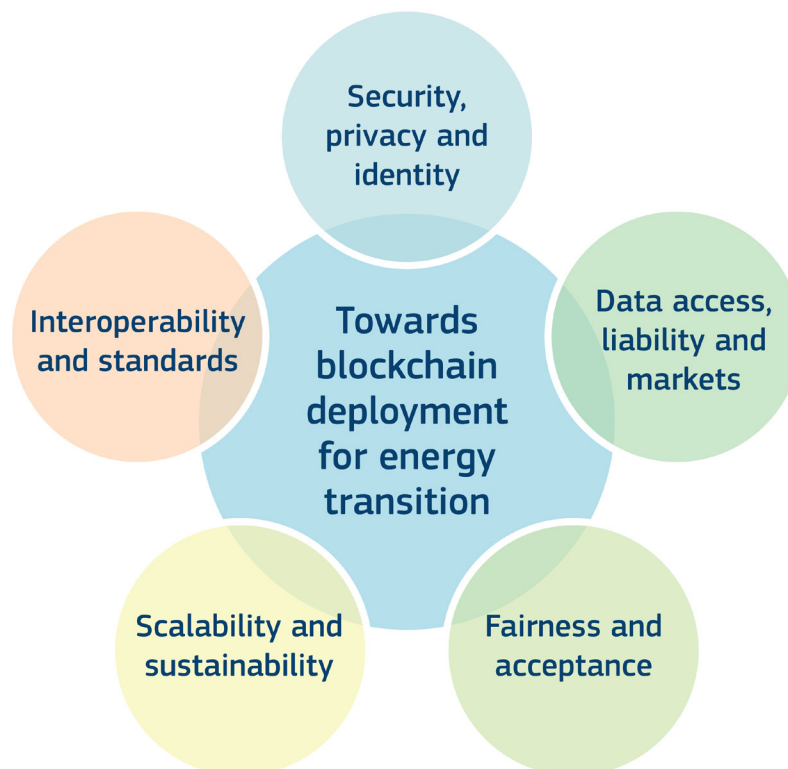 Security,
privacy and
identity
Interoperability
and standards
Towards
blockchain
deployment
for energy
transition
Data access,
liability and
markets
Scalability and
sustainability
Fairness and
acceptance